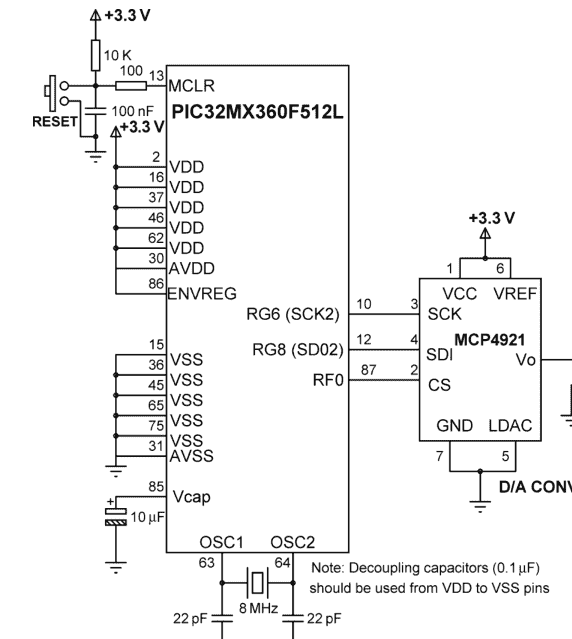 +3.3 V
10 K
100
13
MCLR
PIC32MX360F512L
RESET
100 nF
+3.3 V
2
VDD
16
VDD
37
VDD
46
VDD
62
VDD
30
AVDD
86
ENVREG
15
VSS
36
VSS
45
VSS
65
VSS
75
VSS
31
AVSS
85
Vcap
+
10 µF
RG6 (SCK2)
10
RG8 (SD02)
12
RF0
87
+3.3 V
1
6
VCC
VREF
3
SCK
MCP4921
4
SDI
Vo
2
CS
GND
LDAC
7
5
D/A CONV
OSC1
OSC2
63
64
8 MHz
22 pF
22 pF
Note: Decoupling capacitors (0.1 µF)
should be used from VDD to VSS pins